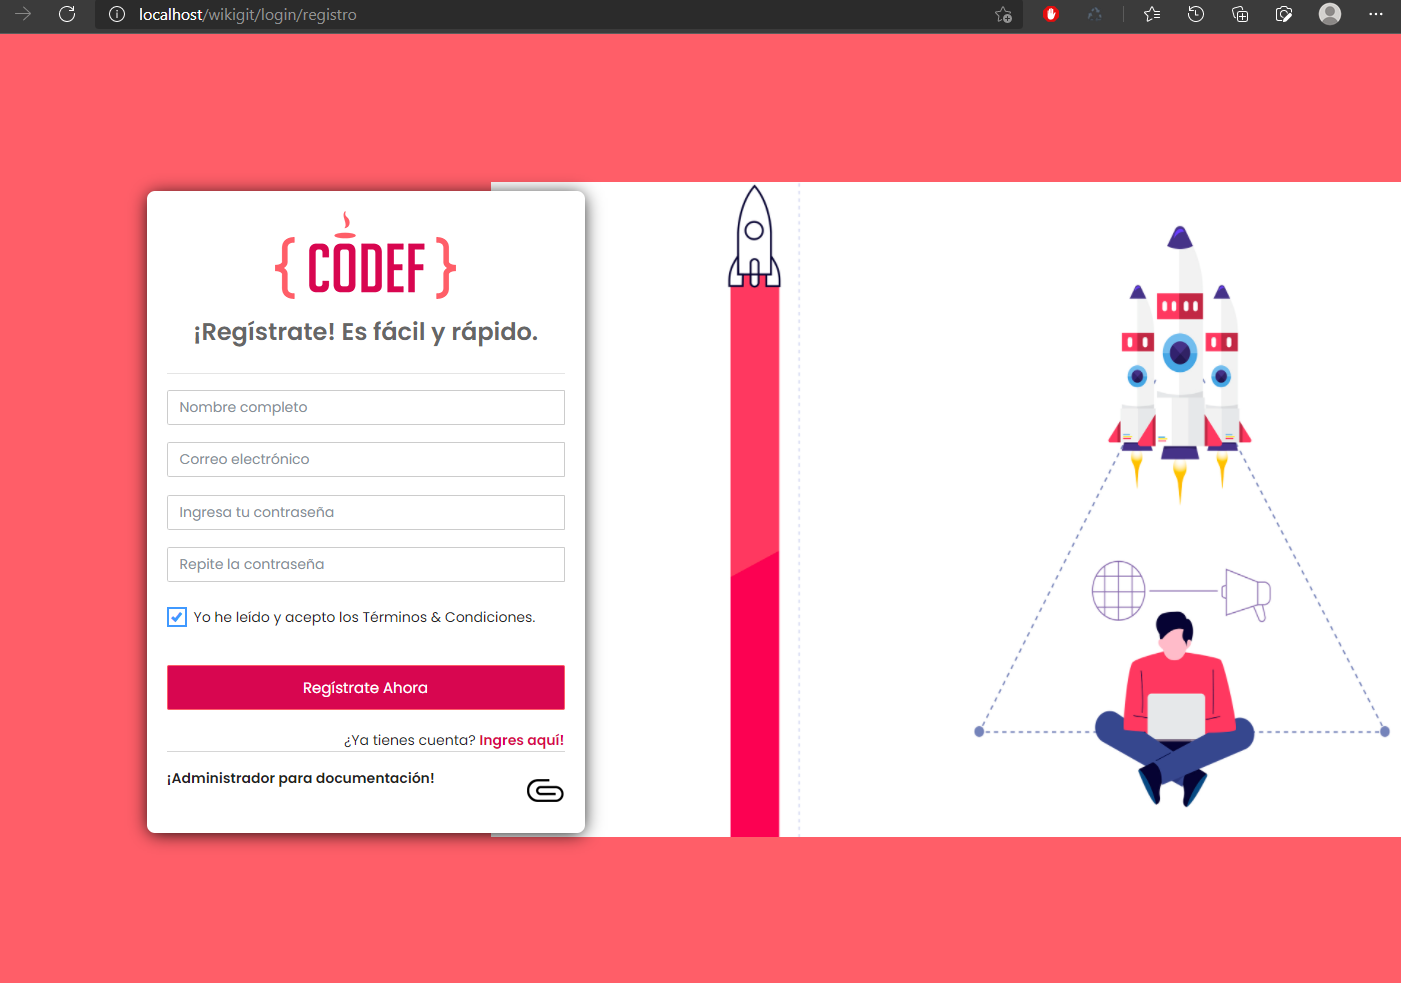 localhost/wikigit/login/registro
{ CODEF }
¡Regístrate! Es fácil y rápido.
Nombre completo
Correo electrónico
Ingresa tu contraseña
Repite la contraseña
Yo he leído y acepto los Términos & Condiciones.
Regístrate Ahora
¿Ya tienes cuenta? Ingres aquí!
¡Administrador para documentación!